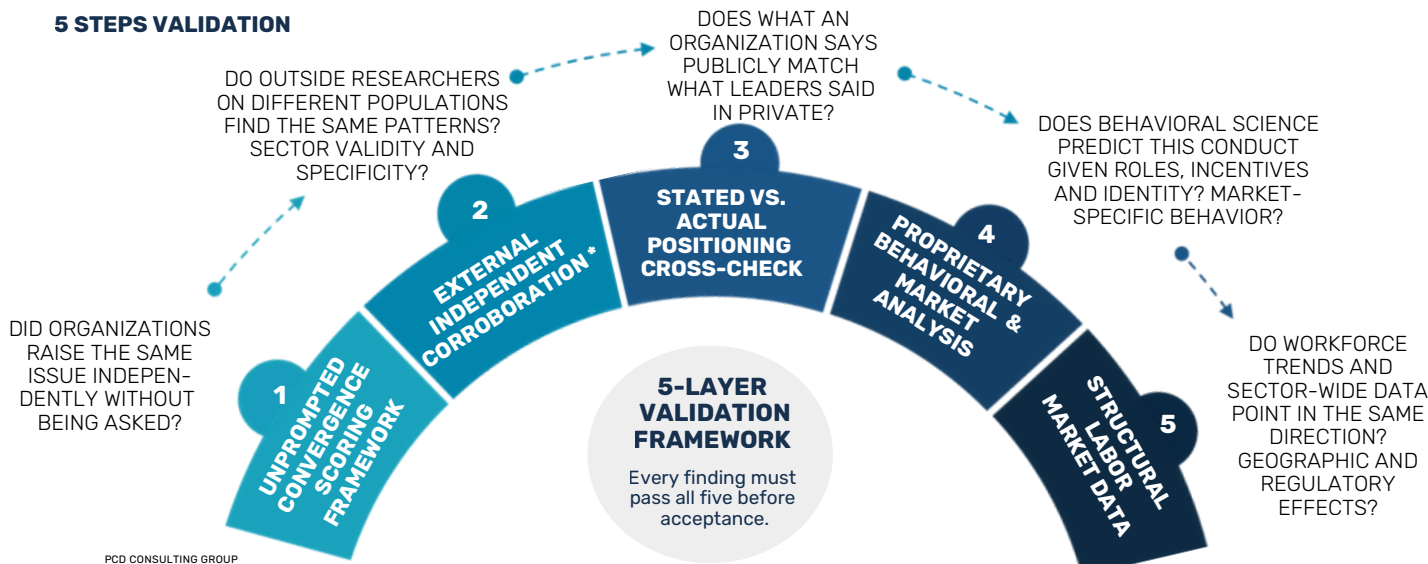 5 STEPS VALIDATION
DID ORGANIZATIONS
RAISE THE SAME
ISSUE INDEPEN-
DENTLY WITHOUT
BEING ASKED?
1
UNPROMPTED
CONVERGENCE
SCORING
FRAMEWORK
DO OUTSIDE RESEARCHERS
ON DIFFERENT POPULATIONS
FIND THE SAME PATTERNS?
SECTOR VALIDITY AND
SPECIFICITY?
2
EXTERNAL
INDEPENDENT
CORROBORATION *
DOES WHAT AN
ORGANIZATION SAYS
PUBLICLY MATCH
WHAT LEADERS SAID
IN PRIVATE?
3
STATED VS.
ACTUAL
POSITIONING
CROSS-CHECK
DOES BEHAVIORAL SCIENCE
PREDICT THIS CONDUCT
GIVEN ROLES, INCENTIVES
AND IDENTITY? MARKET-
SPECIFIC BEHAVIOR?
4
PROPRIETARY
BEHAVIORAL &
MARKET
ANALYSIS
DO WORKFORCE
TRENDS AND
SECTOR-WIDE DATA
POINT IN THE SAME
DIRECTION?
GEOGRAPHIC AND
REGULATORY
EFFECTS?
5
STRUCTURAL
LABOR
MARKET DATA
5-LAYER
VALIDATION
FRAMEWORK
Every finding must
pass all five before
acceptance.
PCD CONSULTING GROUP